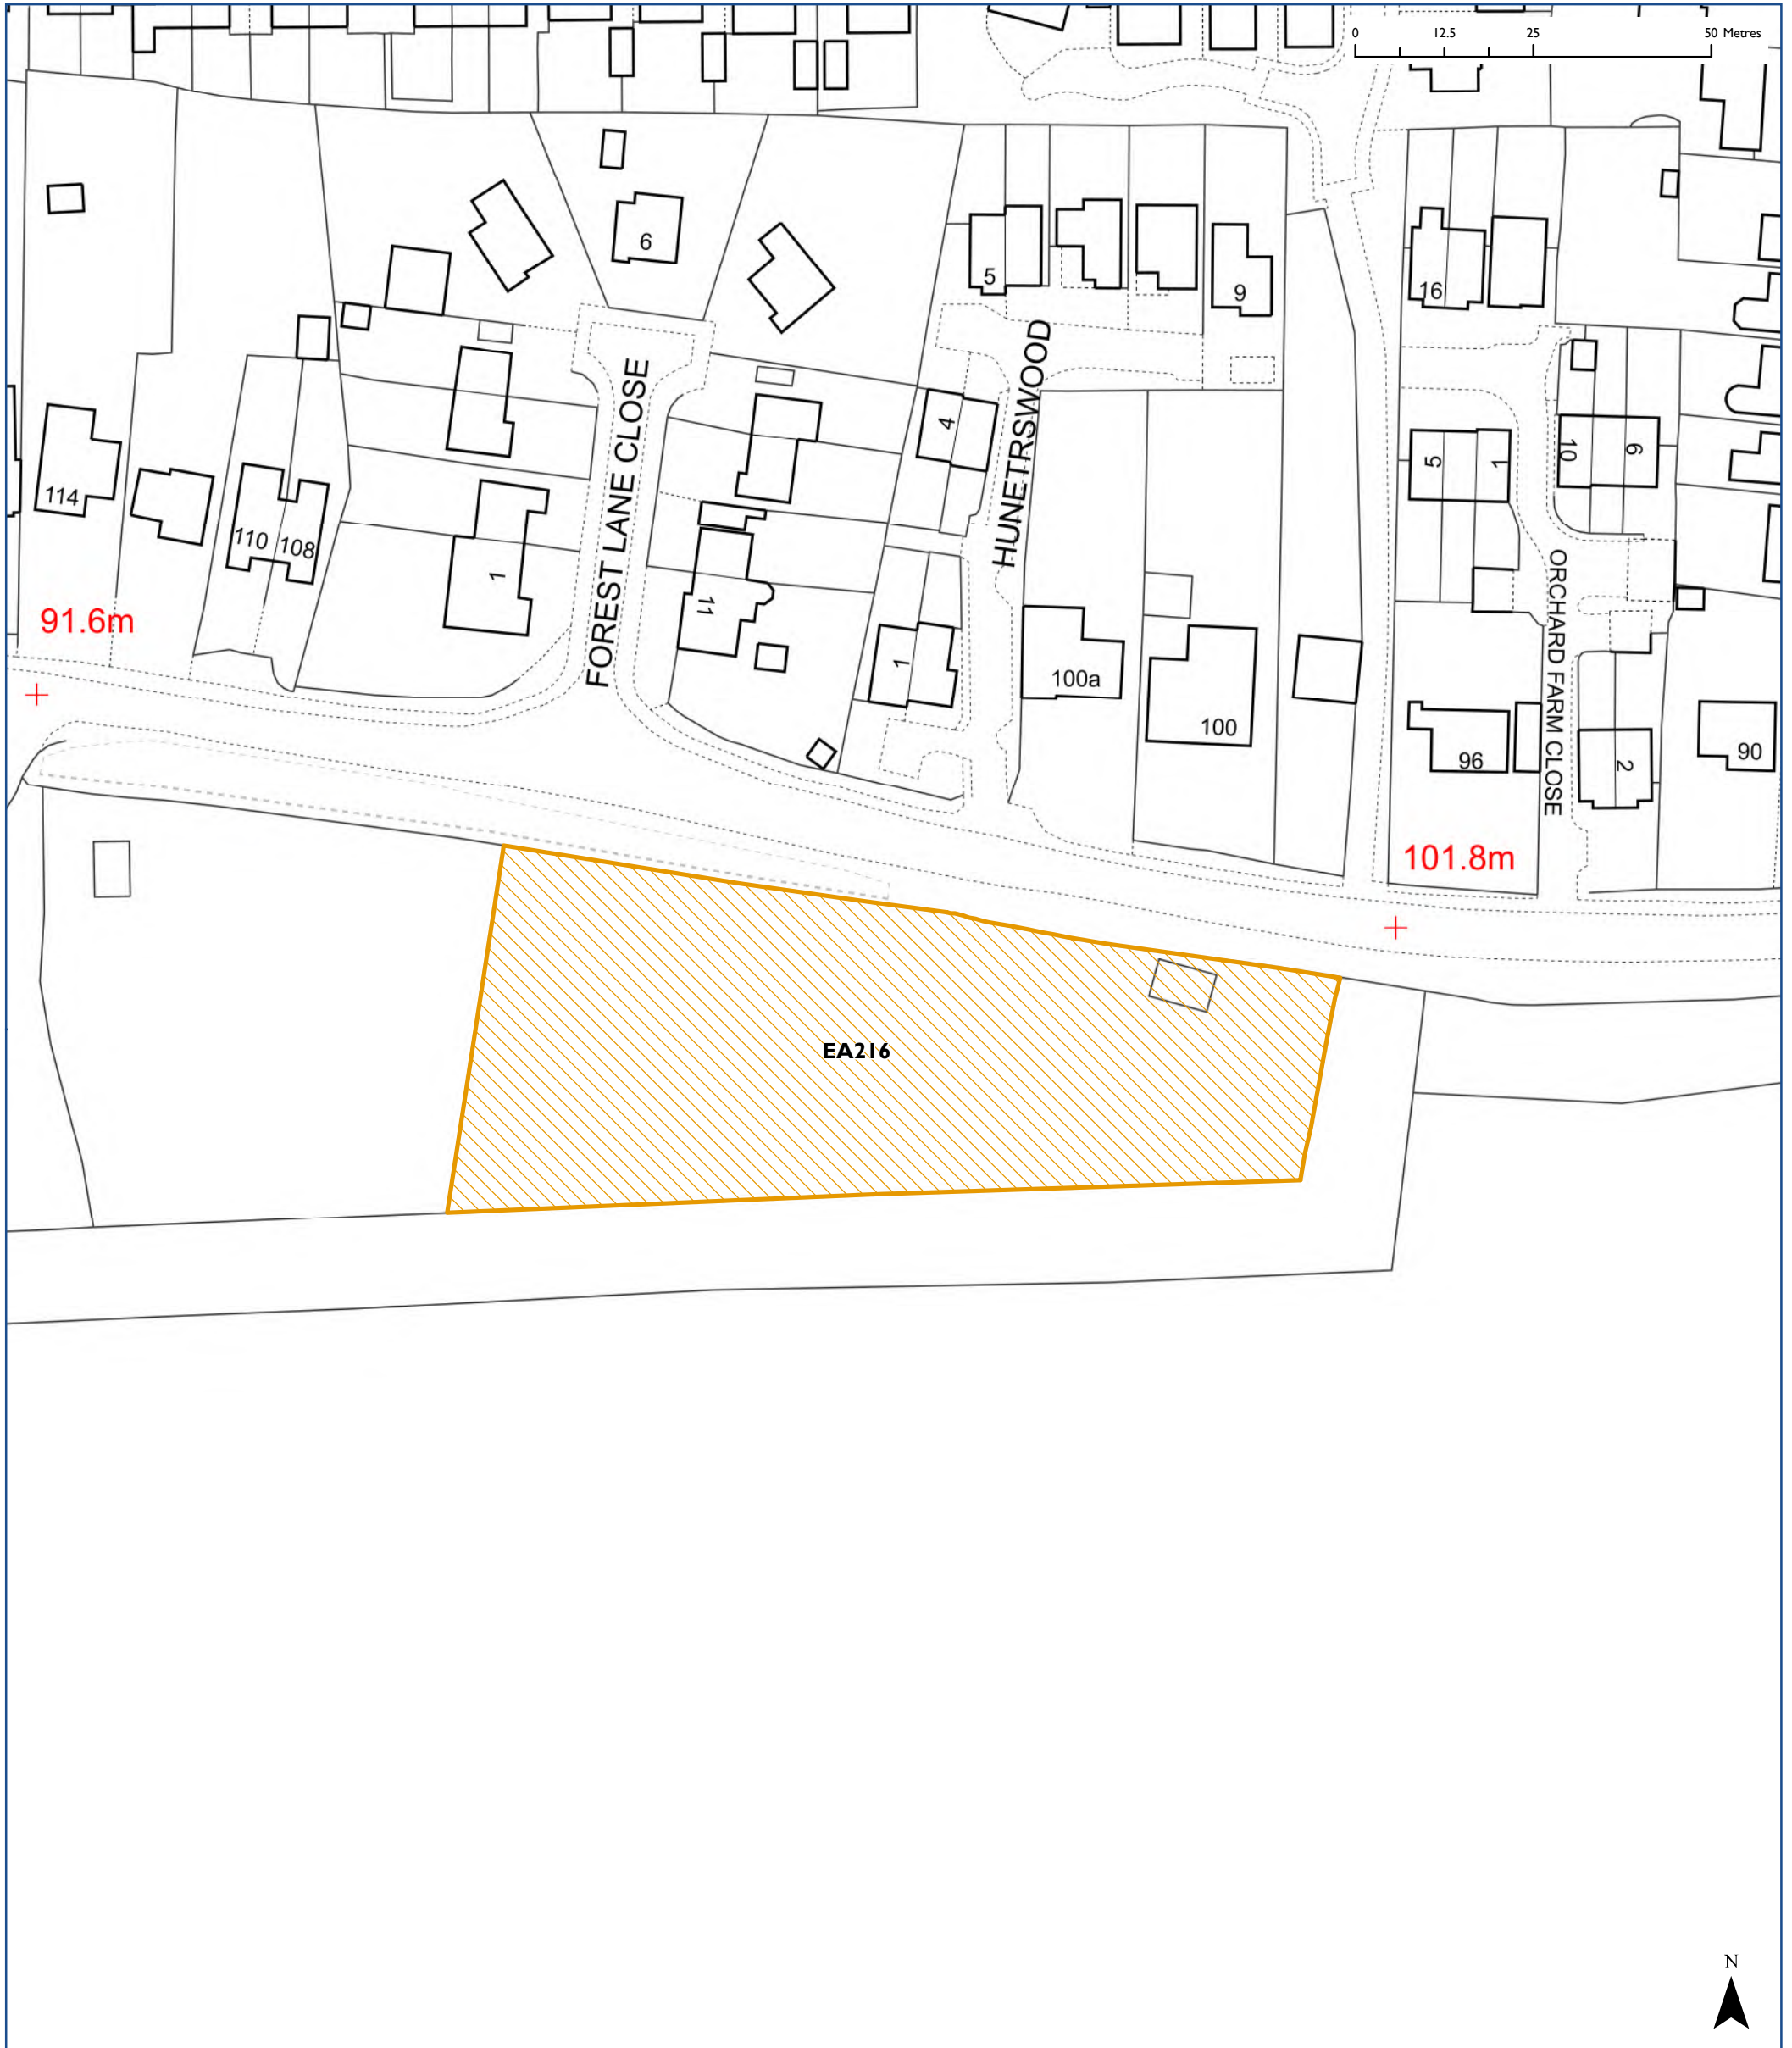 0 12.5 25 50 Metres
6
5
9
16
4
HUNETRSWOOD
FOREST LANE CLOSE
114
110 108
1
11
1
5 1
10 6
ORCHARD FARM CLOSE
91.6m
100a
100
96
2
90
101.8m
EA216
N